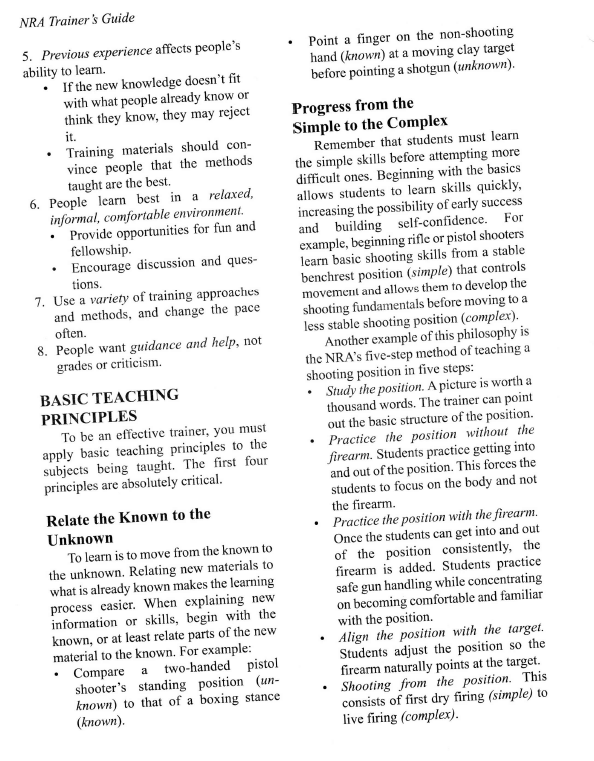 NRA Trainer's Guide
5. Previous experience affects people's
ability to learn.
• If the new knowledge doesn't fit
with what people already know or
think they know, they may reject
it.
• Training materials should con-
vince people that the methods
taught are the best.
6. People learn best in a relaxed,
informal, comfortable environment.
• Provide opportunities for fun and
fellowship.
• Encourage discussion and ques-
tions.
7. Use a variety of training approaches
and methods, and change the pace
often.
8. People want guidance and help, not
grades or criticism.
BASIC TEACHING
PRINCIPLES
To be an effective trainer, you must
apply basic teaching principles to the
subjects being taught. The first four
principles are absolutely critical.
Relate the Known to the
Unknown
To learn is to move from the known to
the unknown. Relating new materials to
what is already known makes the learning
process easier. When explaining new
information or skills, begin with the
known, or at least relate parts of the new
material to the known. For example:
• Compare a two-handed pistol
shooter's standing position (un-
known) to that of a boxing stance
(known).
• Point a finger on the non-shooting
hand (known) at a moving clay target
before pointing a shotgun (unknown).
Progress from the
Simple to the Complex
Remember that students must learn
the simple skills before attempting more
difficult ones. Beginning with the basics
allows students to learn skills quickly,
increasing the possibility of early success
and building self-confidence. For
example, beginning rifle or pistol shooters
learn basic shooting skills from a stable
benchrest position (simple) that controls
movement and allows them to develop the
shooting fundamentals before moving to a
less stable shooting position (complex).
Another example of this philosophy is
the NRA's five-step method of teaching a
shooting position in five steps:
• Study the position. A picture is worth a
thousand words. The trainer can point
out the basic structure of the position.
• Practice the position without the
firearm. Students practice getting into
and out of the position. This forces the
students to focus on the body and not
the firearm.
• Practice the position with the firearm.
Once the students can get into and out
of the position consistently, the
firearm is added. Students practice
safe gun handling while concentrating
on becoming comfortable and familiar
with the position.
• Align the position with the target.
Students adjust the position so the
firearm naturally points at the target.
• Shooting from the position. This
consists of first dry firing (simple) to
live firing (complex).